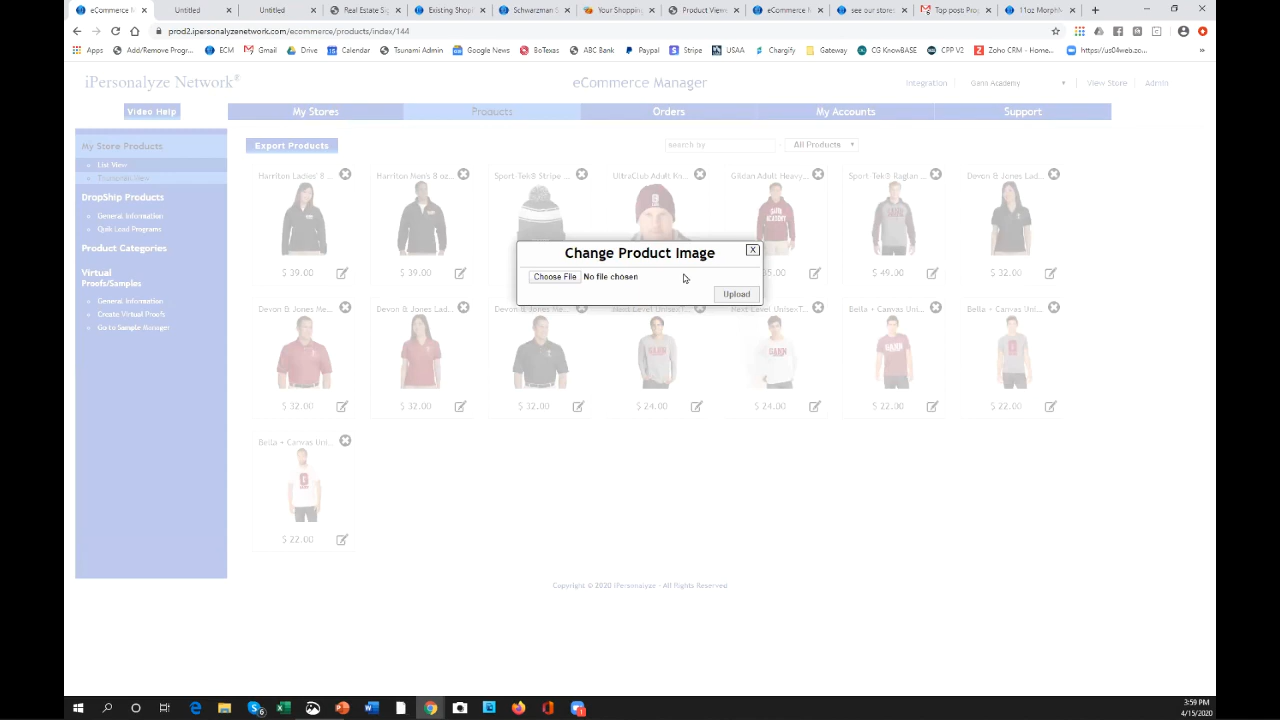 eCommerce M
Untitled
Untitled
Real Estate Si
Existing Shopi
Schwarzman S
Your Shopping
Product View
eCommerce M
see our stores
Top posts Prog
11oz MorphM
prod2.ipersonalyzenetwork.com/ecommerce/products/index/144
Apps
Add/Remove Progr...
ECM
Gmail
Drive
Calendar
Tsunami Admin
Google News
BoTexas
ABC Bank
Paypal
Stripe
USAA
Chargify
Gateway
CG KnowBASE
CPP V2
Zoho CRM - Home...
https://us04web.zo...
iPersonalyze Network®
eCommerce Manager
Integration
Academy
View Store
Admin
Video Help
My Stores
Products
Orders
My Accounts
Support
My Store Products
List View
Thumbnail View
DropShip Products
General Information
Quik Load Programs
Product Categories
Virtual
Proofs/Samples
General Information
Create Virtual Proofs
Go to Sample Manager
Export Products
search by
All Products
Harriton Ladies' 8 ...
Harriton Men's 8 oz...
Sport-Tek® Stripe ...
UltraClub Adult Kn...
Gildan Adult Heavy...
Sport-Tek® Raglan ...
Devon & Jones Lad...
$ 39.00
$ 39.00
$ 49.00
$ 32.00
Change Product Image
X
Choose File No file chosen
Upload
Devon & Jones Me...
Devon & Jones Lad...
Devon & Jones Me...
Next Level Unisex T...
Next Level Unisex T...
Bella + Canvas Uni...
Bella + Canvas Uni...
$ 32.00
$ 32.00
$ 32.00
$ 24.00
$ 24.00
$ 22.00
$ 22.00
Bella + Canvas Uni...
$ 22.00
Copyright © 2020 iPersonalyze - All Rights Reserved
3:59 PM
4/15/2020